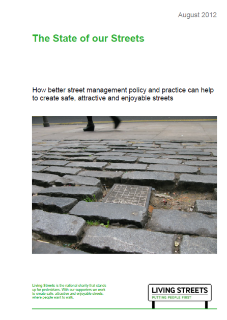 August 2012
The State of our Streets
How better street management policy and practice can help
to create safe, attractive and enjoyable streets
Living Streets is the national charity that stands
up for pedestrians. With our supporters we work
to create safe, attractive and enjoyable streets,
where people want to walk.
LIVING STREETS
PUTTING PEOPLE FIRST